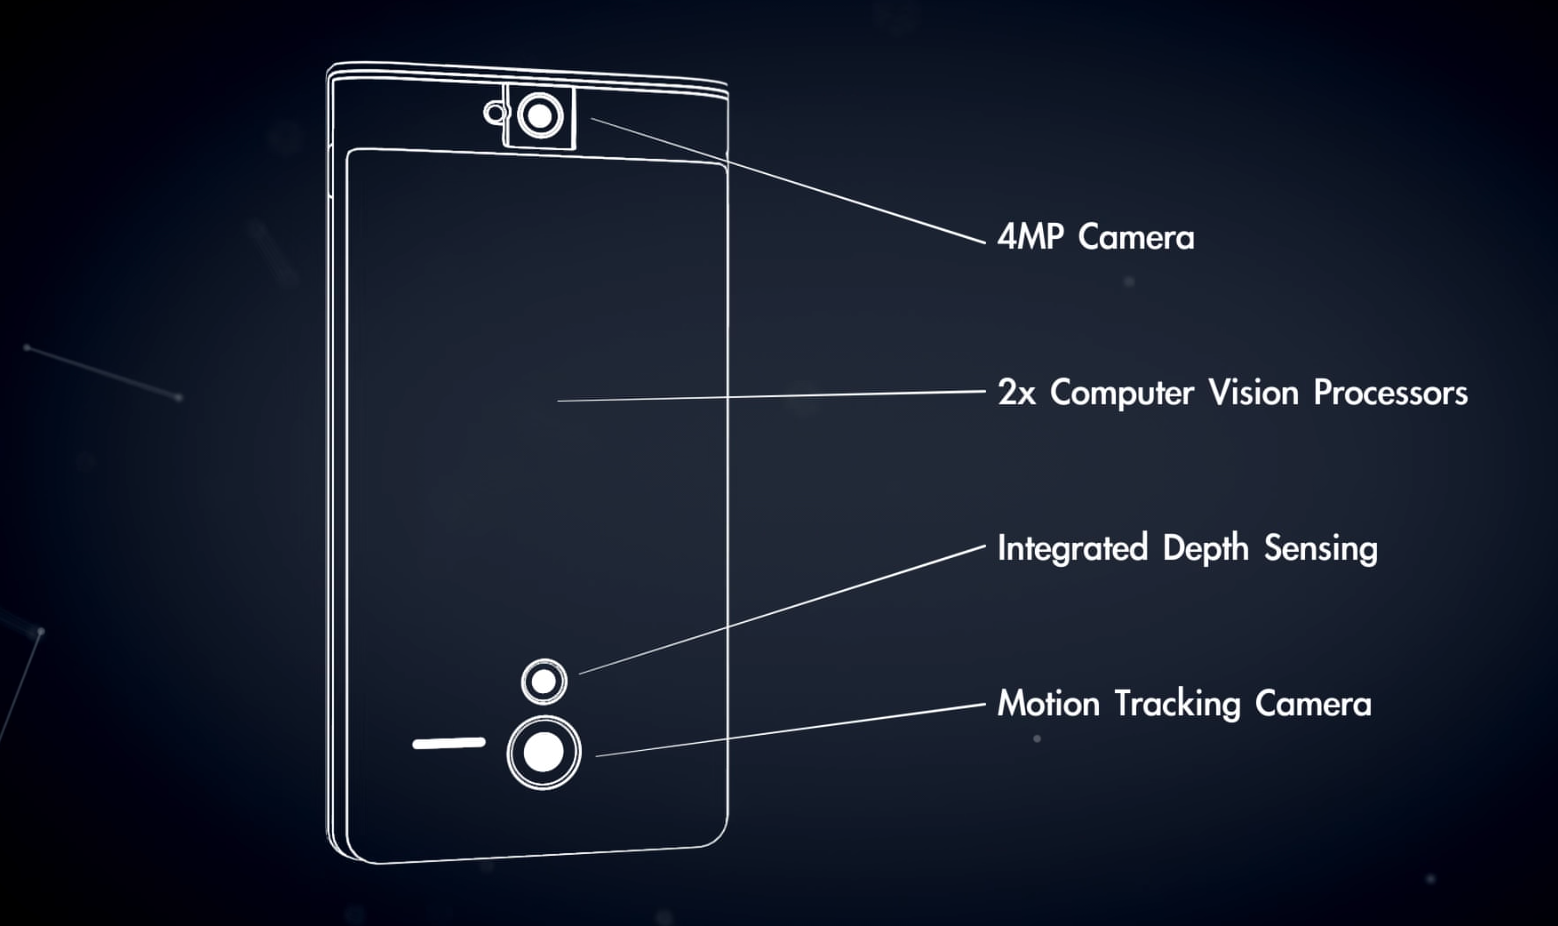 4MP Camera
2x Computer Vision Processors
Integrated Depth Sensing
Motion Tracking Camera